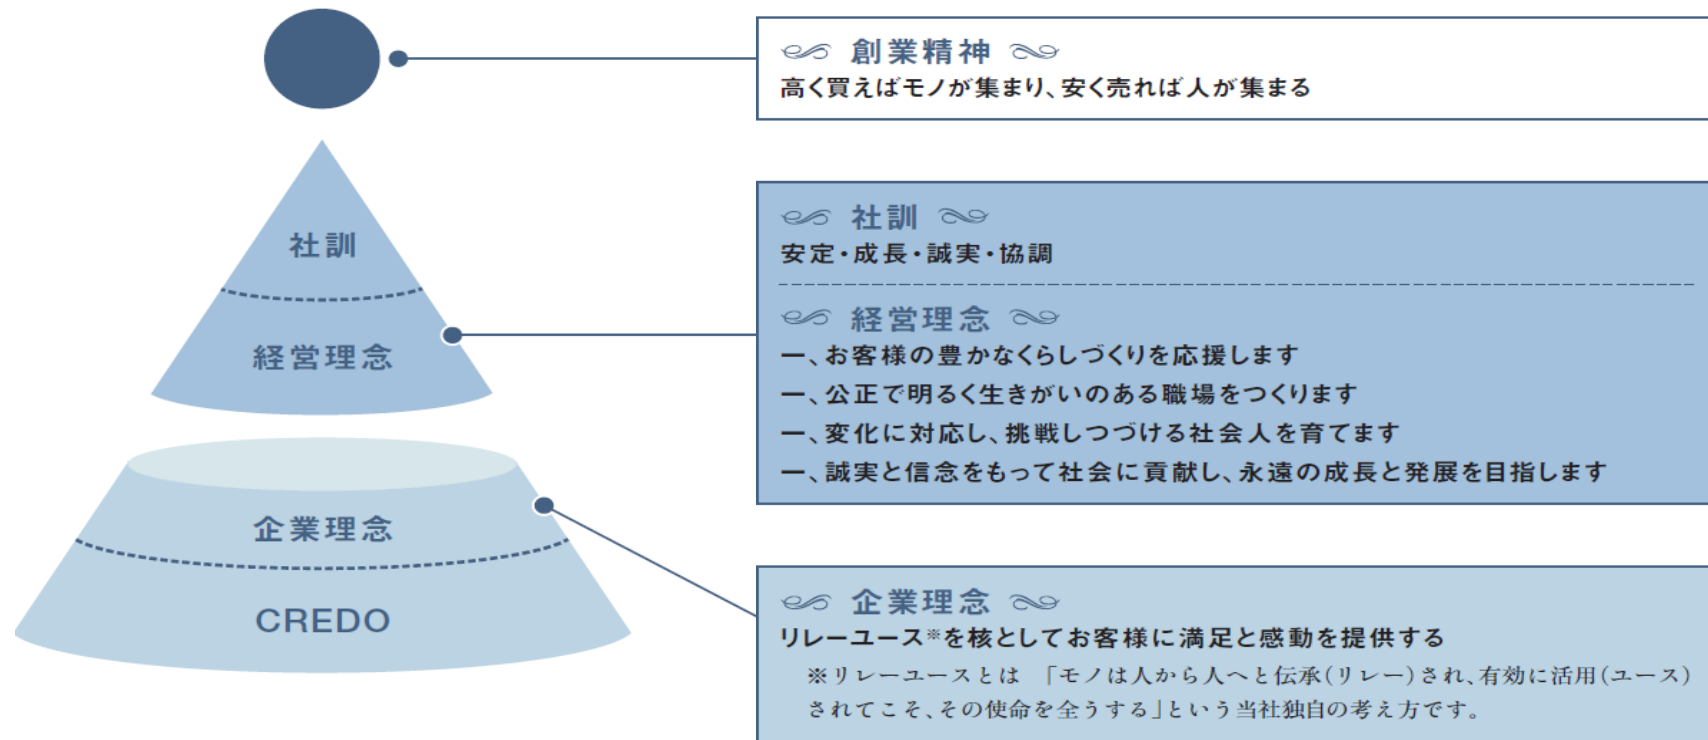 創業精神
高く買えばモノが集まり、安く売れば人が集まる
社訓
経営理念
社訓
安定・成長・誠実・協調
経営理念
一、お客様の豊かなくらしづくりを応援します
一、公正で明るく生きがいのある職場をつくります
一、変化に対応し、挑戦しつづける社会人を育てます
一、誠実と信念をもって社会に貢献し、永遠の成長と発展を目指します
企業理念
CREDO
企業理念
リレーユース※を核としてお客様に満足と感動を提供する
※リレーユースとは 「モノは人から人へと伝承(リレー)され、有効に活用(ユース)
されてこそ、その使命を全うする」という当社独自の考え方です。